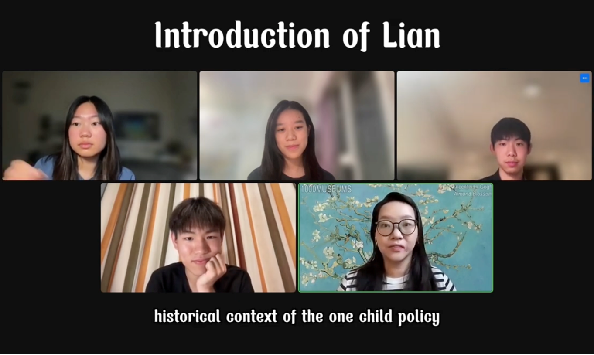 Introduction of Lian
historical context of the one child policy